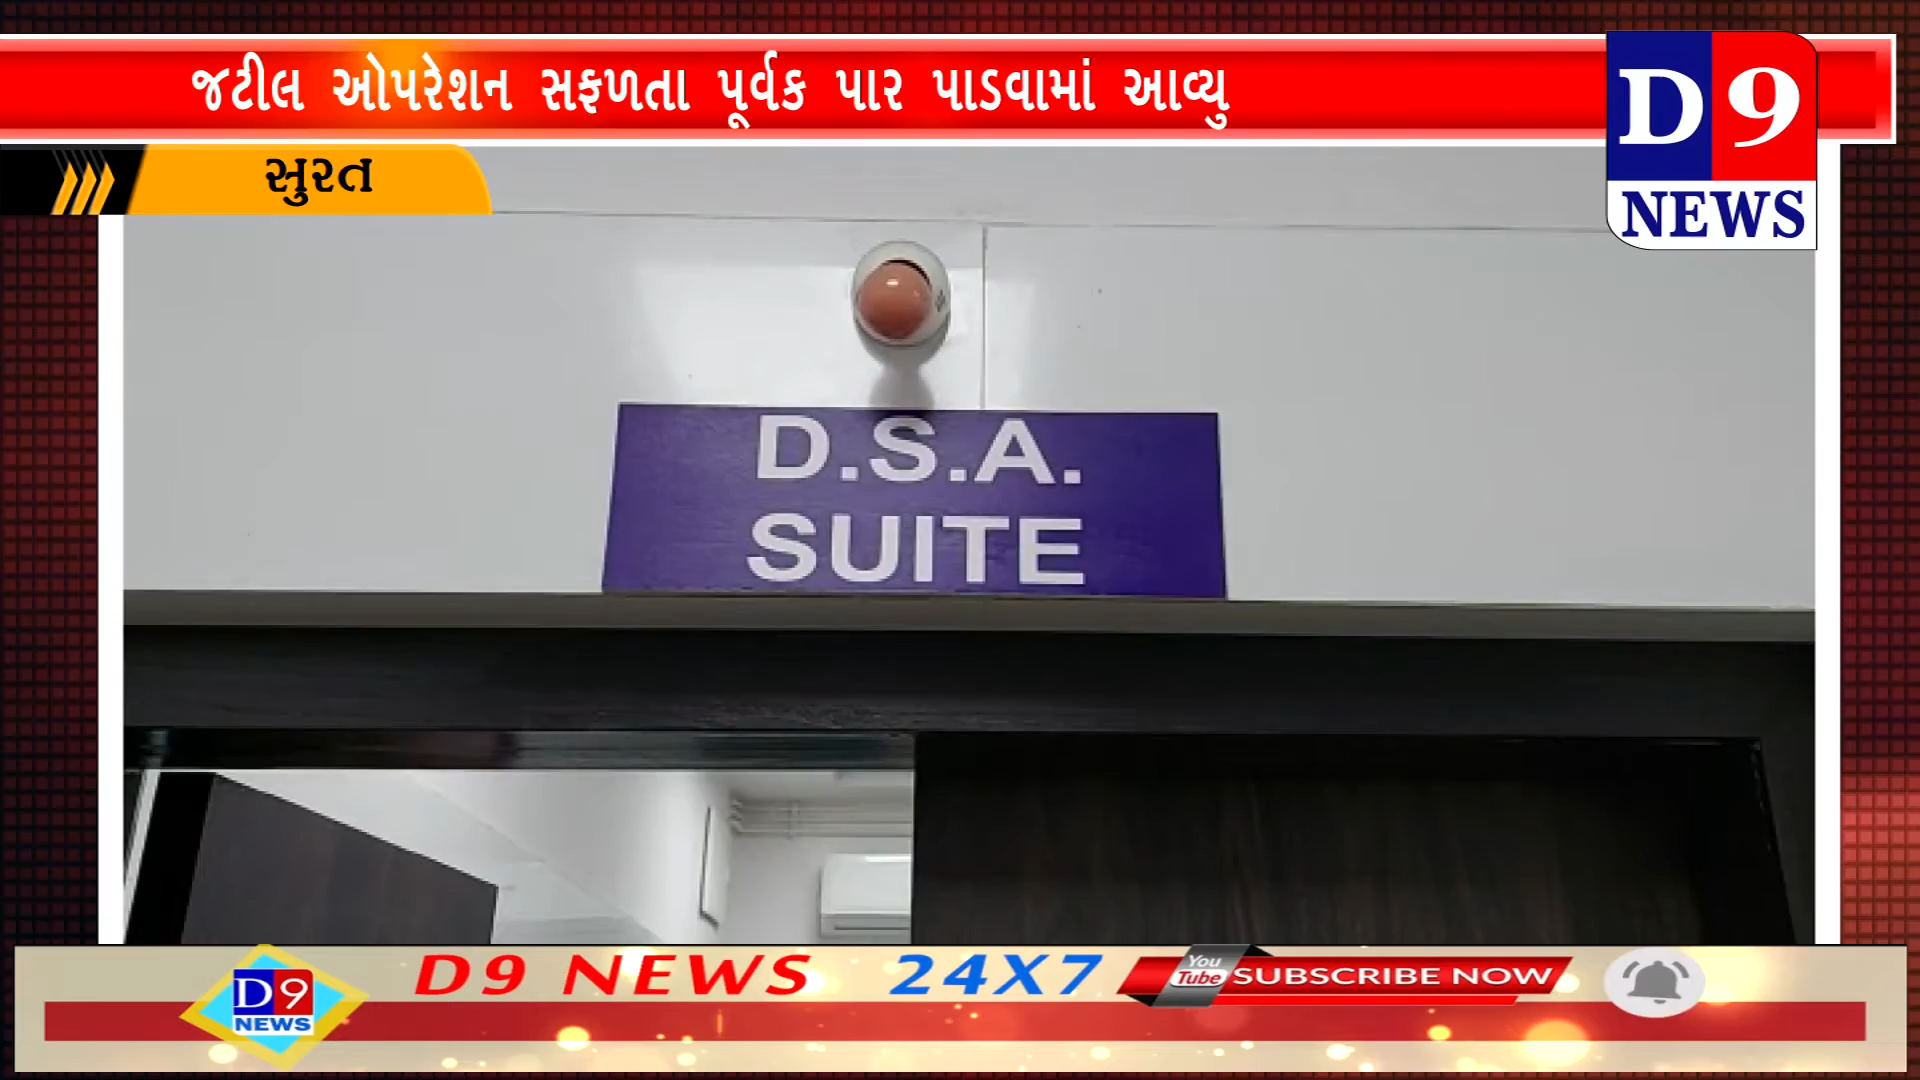 જટીલ ઓપરેશન સફળતા પૂર્વક પાર પાડવામાં આવ્યુ
D9
NEWS
સુરત
D.S.A.
SUITE
D9
NEWS
D9 NEWS 24X7
You
Tube
SUBSCRIBE NOW